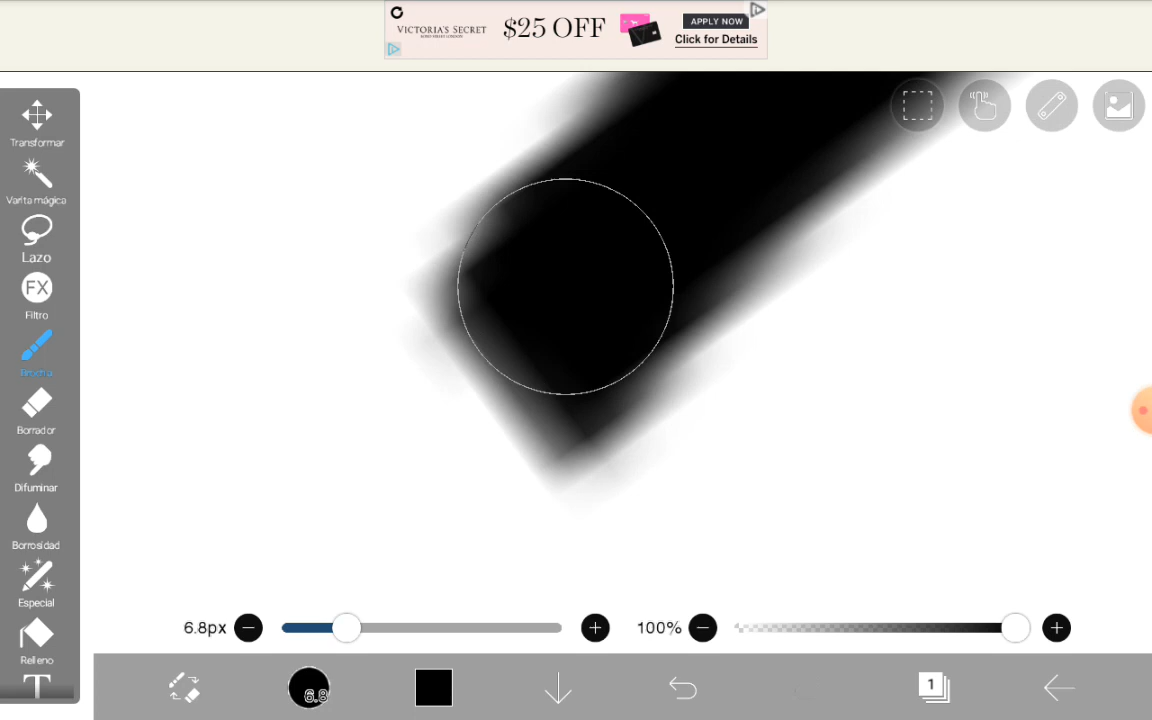 VICTORIA'S SECRET
$25 OFF
APPLY NOW
Click for Details
Transformar
Varita mágica
Lazo
FX
Filtro
Brocha
Borrador
Difuminar
Borrosidad
Especial
Relleno
T
6.8px
100%
6.8
1